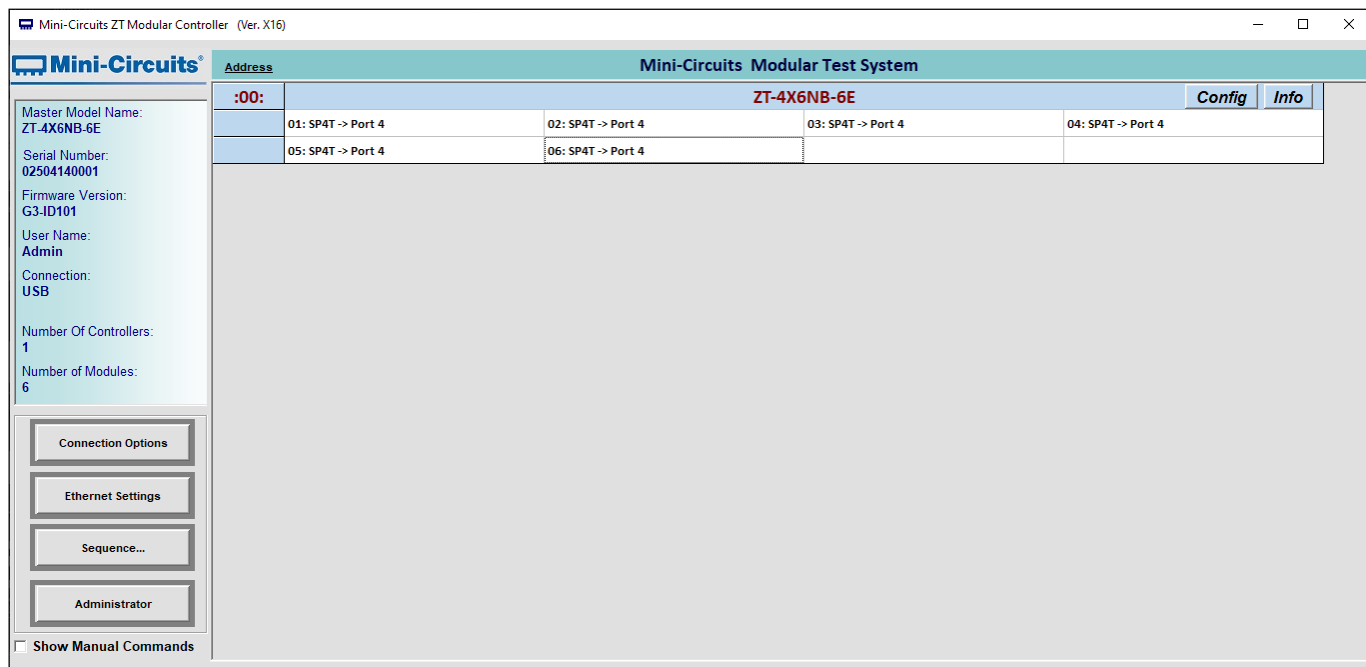 Mini-Circuits ZT Modular Controller (Ver. X16)
Mini-Circuits®
Address
Mini-Circuits Modular Test System
:00:
ZT-4X6NB-6E
Config
Info
01: SP4T -> Port 4
02: SP4T -> Port 4
03: SP4T -> Port 4
04: SP4T -> Port 4
05: SP4T -> Port 4
06: SP4T -> Port 4
Master Model Name:
ZT-4X6NB-6E
Serial Number:
02504140001
Firmware Version:
G3-ID101
User Name:
Admin
Connection:
USB
Number Of Controllers:
1
Number of Modules:
6
Connection Options
Ethernet Settings
Sequence...
Administrator
Show Manual Commands